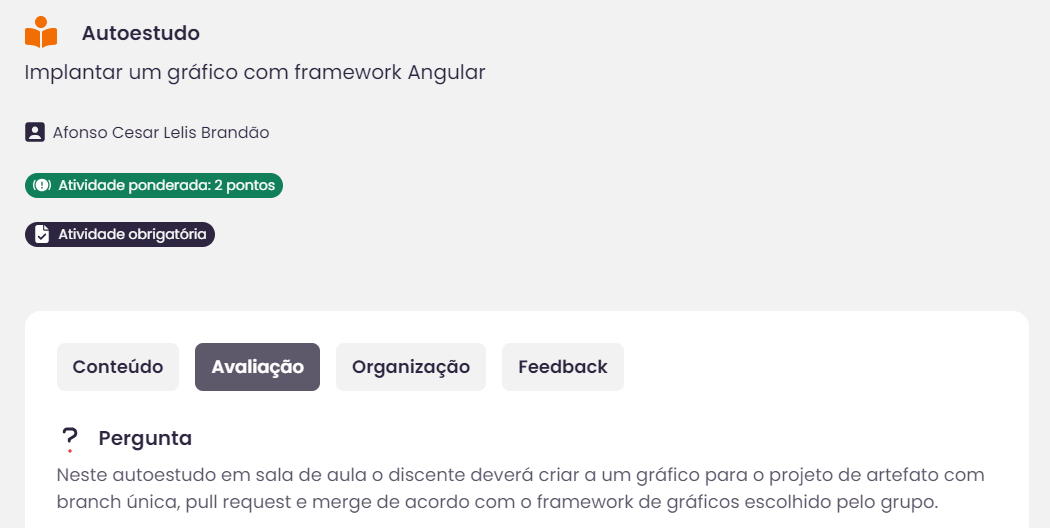 Autoestudo
Implantar um gráfico com framework Angular
Afonso Cesar Lelis Brandão
Atividade ponderada: 2 pontos
Atividade obrigatória
Conteúdo
Avaliação
Organização
Feedback
Pergunta
Neste autoestudo em sala de aula o discente deverá criar a um gráfico para o projeto de artefato com
branch única, pull request e merge de acordo com o framework de gráficos escolhido pelo grupo.